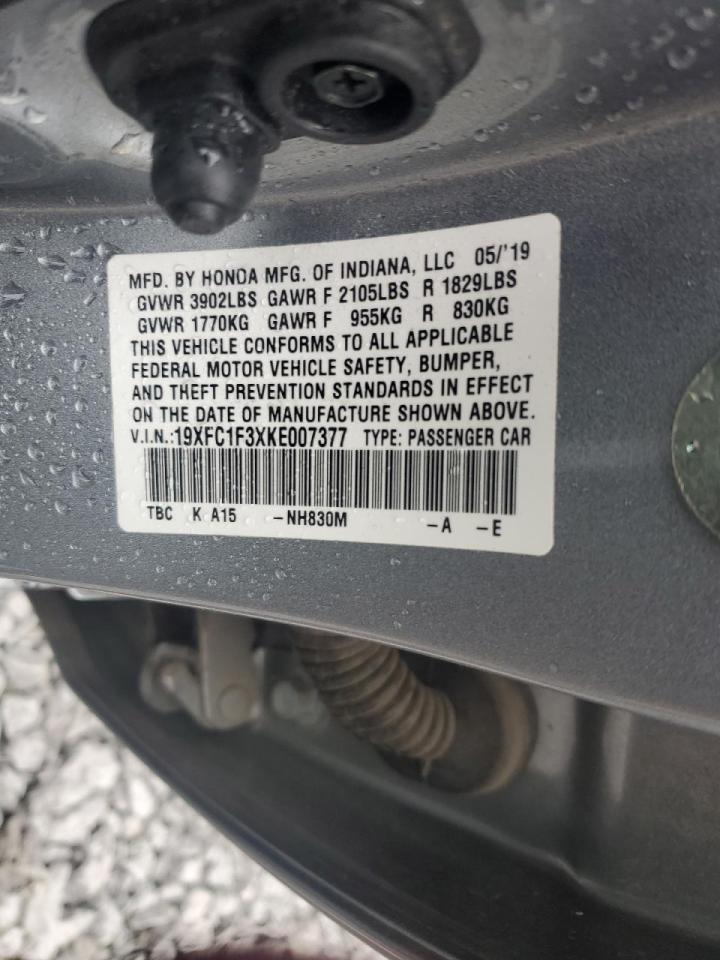 MFD. BY HONDA MFG. OF INDIANA, LLC 05/'19
GVWR 3902LBS GAWR F 2105LBS R 1829LBS
GVWR 1770KG GAWR F 955KG R 830KG
THIS VEHICLE CONFORMS TO ALL APPLICABLE
FEDERAL MOTOR VEHICLE SAFETY, BUMPER,
AND THEFT PREVENTION STANDARDS IN EFFECT
ON THE DATE OF MANUFACTURE SHOWN ABOVE.
V.I.N.:19XFC1F3XKE007377 TYPE: PASSENGER CAR
TBC K A15 -NH830M -A -E